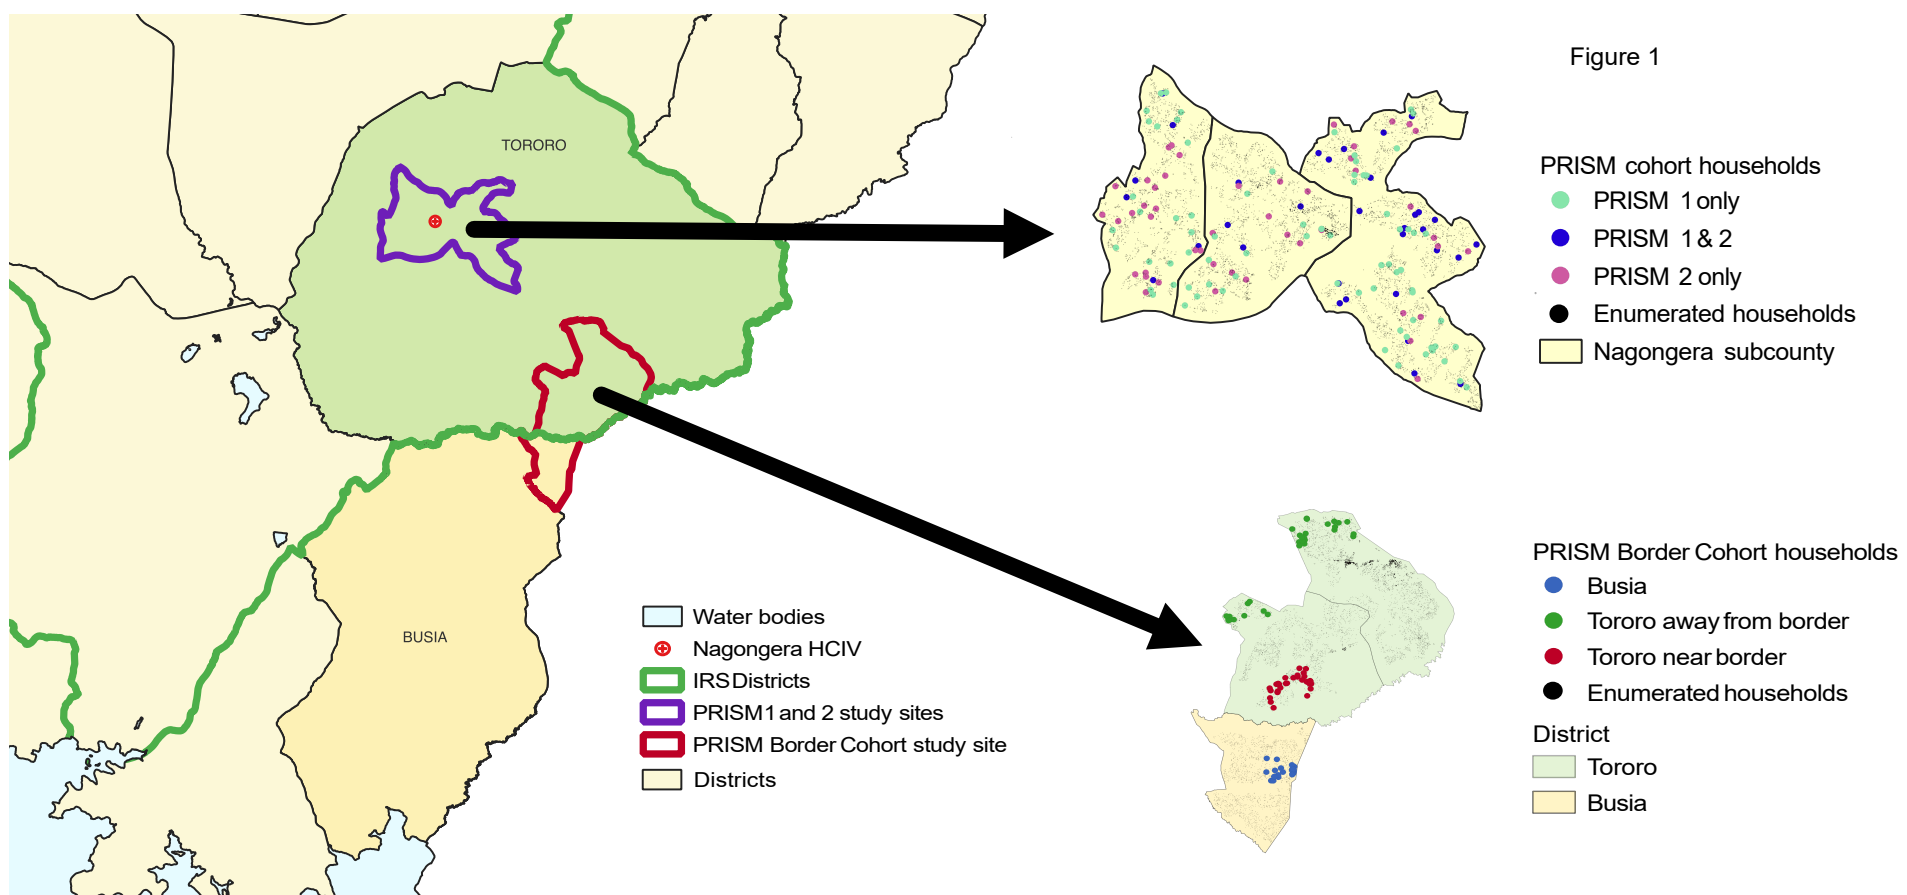 Figure 1
TORORO
BUSIA
PRISM cohort households
PRISM 1 only
PRISM 1 & 2
PRISM 2 only
Enumerated households
Nagongera subcounty
Water bodies
Nagongera HCIV
IRS Districts
PRISM 1 and 2 study sites
PRISM Border Cohort study site
Districts
PRISM Border Cohort households
Busia
Tororo away from border
Tororo near border
Enumerated households
District
Tororo
Busia